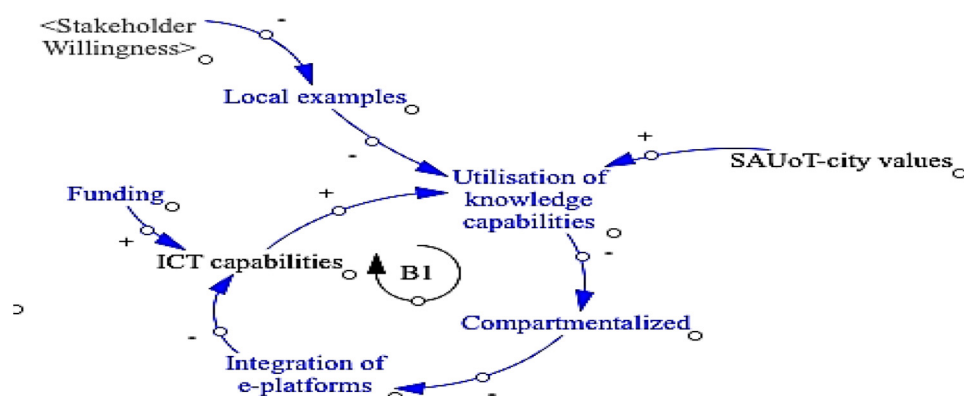 <Stakeholder
Willingness>
-
Local examples
-
+
SAUoT-city values
Utilisation of
knowledge
capabilities
Funding
+
+
ICT capabilities
B1
-
Compartmentalized
-
Integration of
e-platforms
-